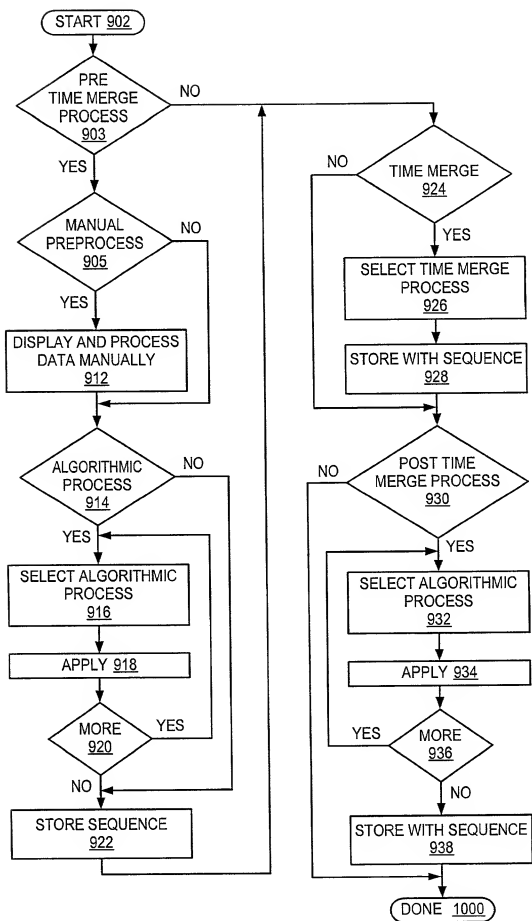 START 902
PRE
TIME MERGE
PROCESS
903
NO
YES
MANUAL
PREPROCESS
905
NO
YES
DISPLAY AND PROCESS
DATA MANUALLY
912
ALGORITHMIC
PROCESS
914
NO
YES
SELECT ALGORITHMIC
PROCESS
916
APPLY 918
MORE
920
YES
NO
STORE SEQUENCE
922
NO
TIME MERGE
924
YES
SELECT TIME MERGE
PROCESS
926
STORE WITH SEQUENCE
928
NO
POST TIME
MERGE PROCESS
930
YES
SELECT ALGORITHMIC
PROCESS
932
APPLY 934
YES
MORE
936
NO
STORE WITH SEQUENCE
938
DONE 1000